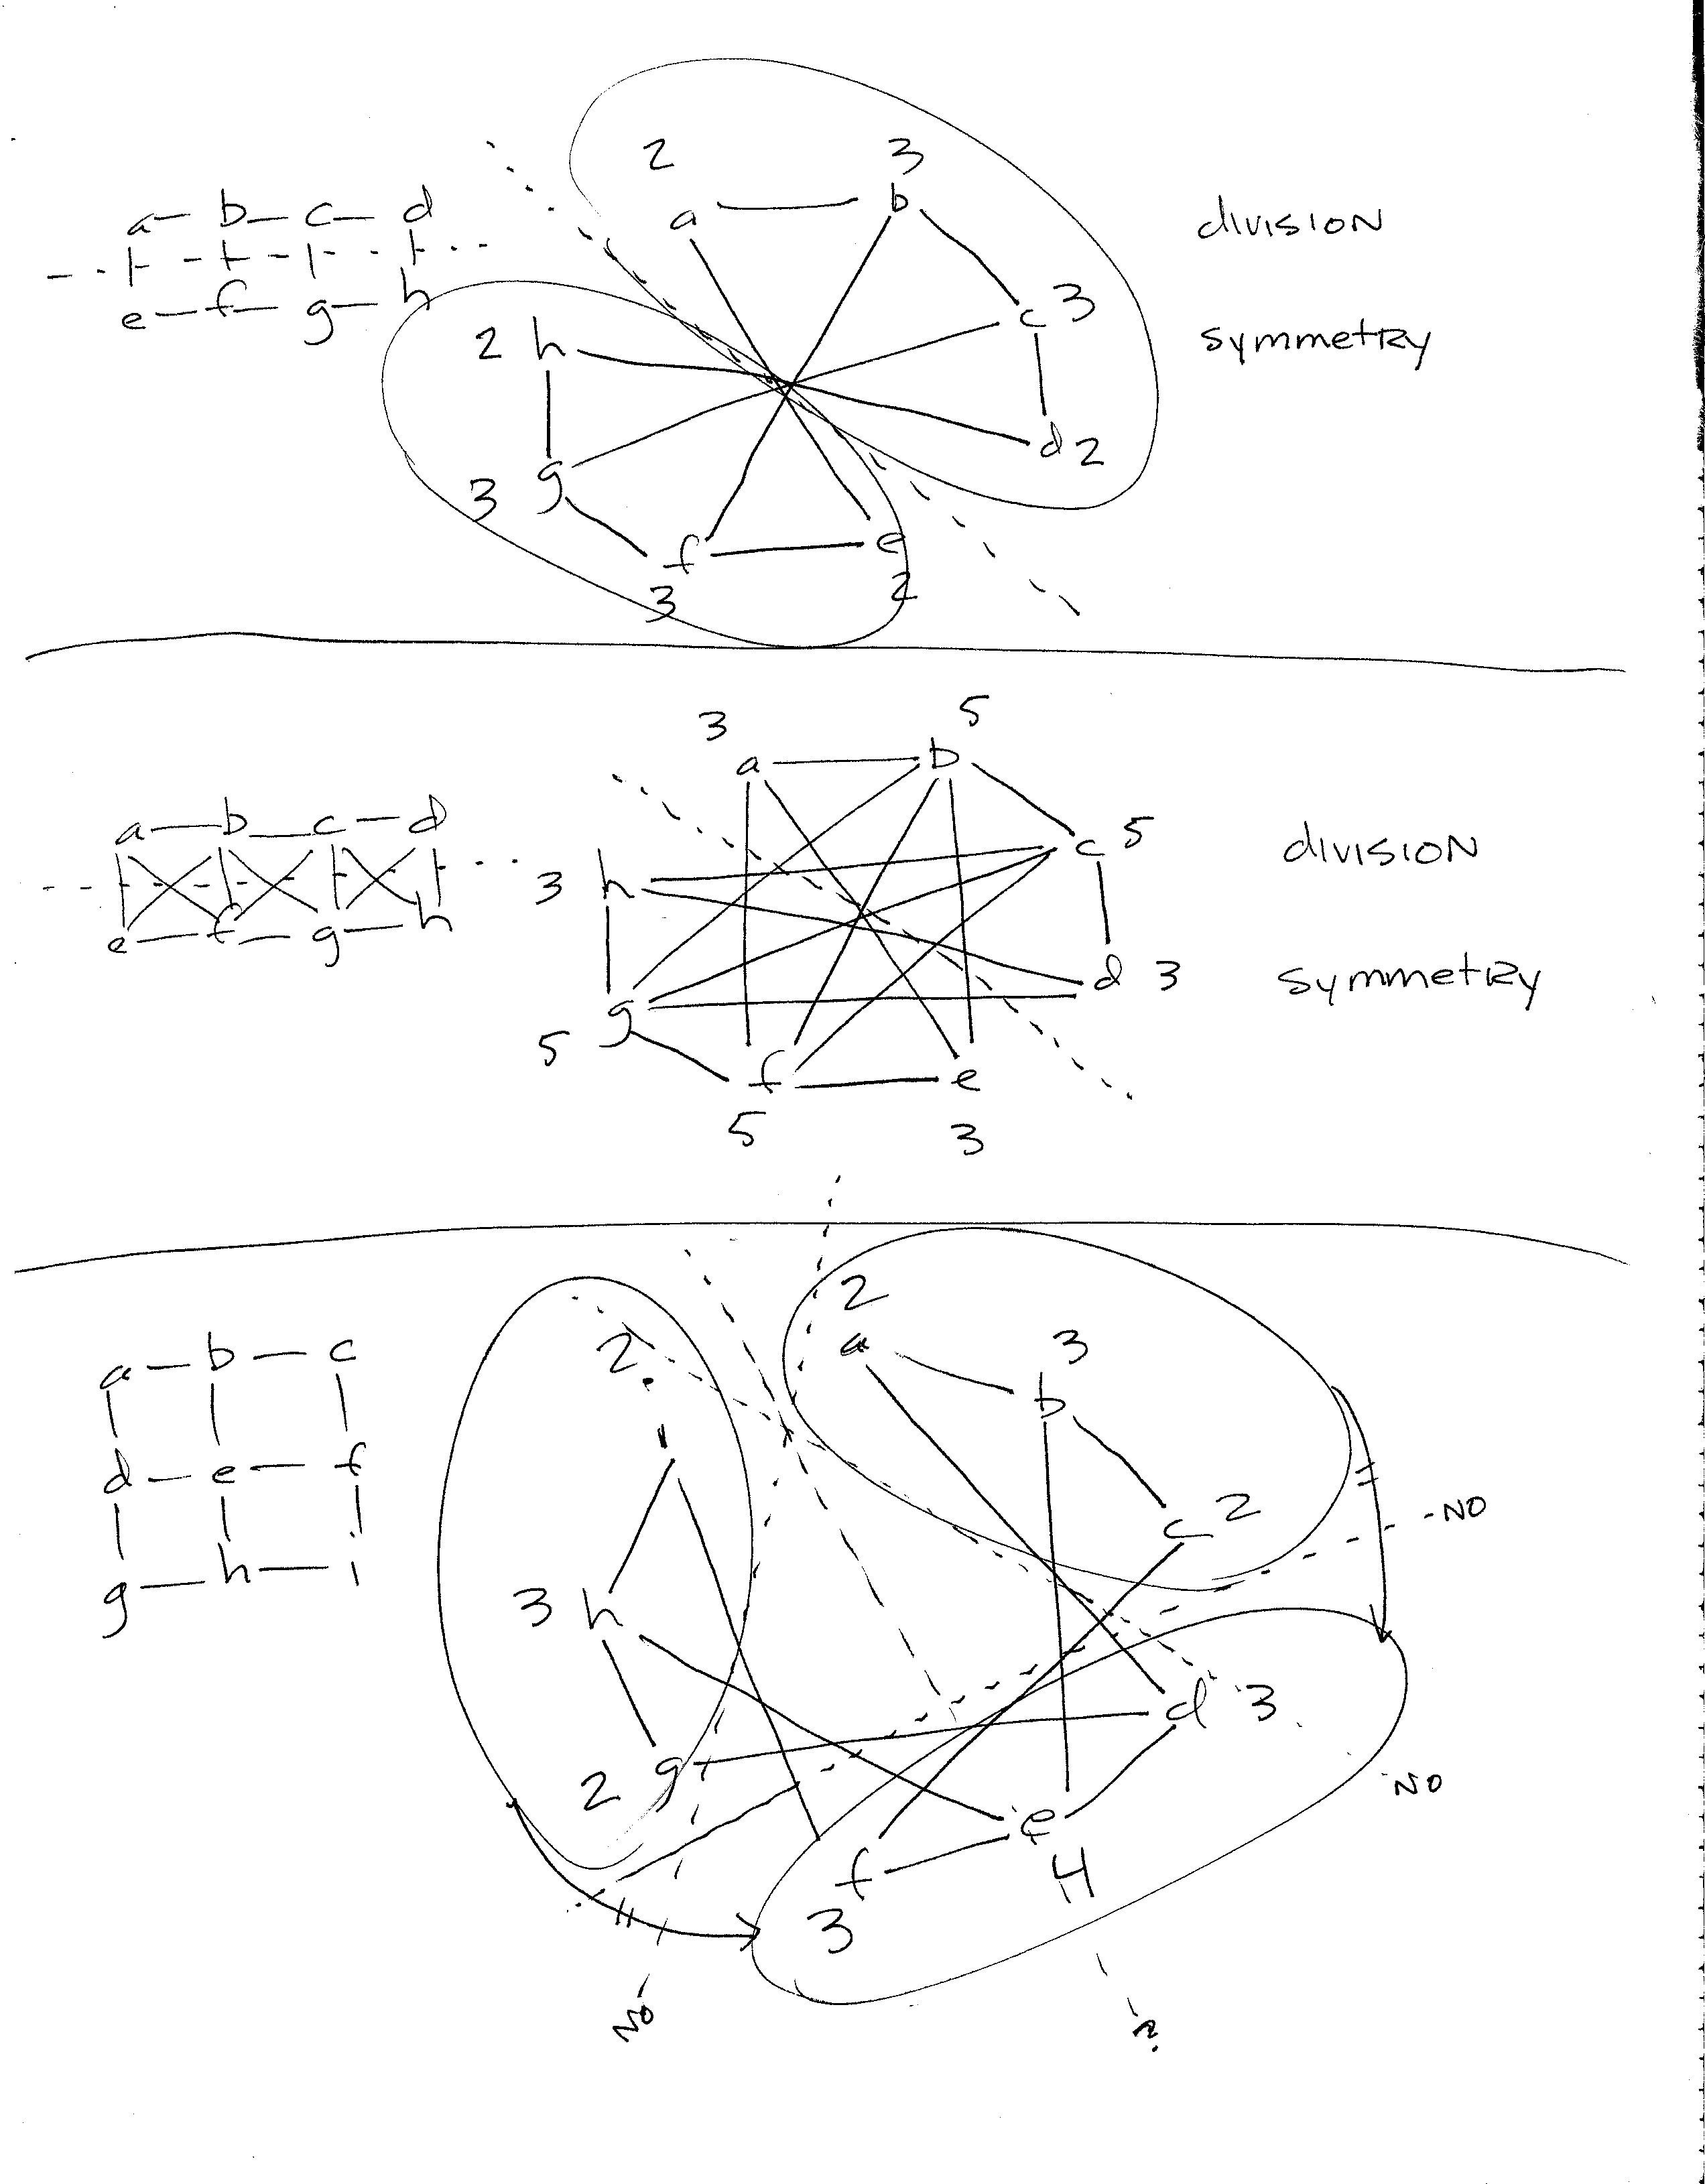 a b c d
e f g h
2 3
a b
c 3
2 h
d 2
3 g
f e
3 2
division
symmetry
a b c d
e f g h
3 5
a b
c 5
3 h
d 3
g
5
f e
5 3
division
symmetry
a b c
d e f
g h i
2
a
3
b
2
i
c 2
NO
3 h
d 3
g
2
NO
e
4
f
3
NO
?